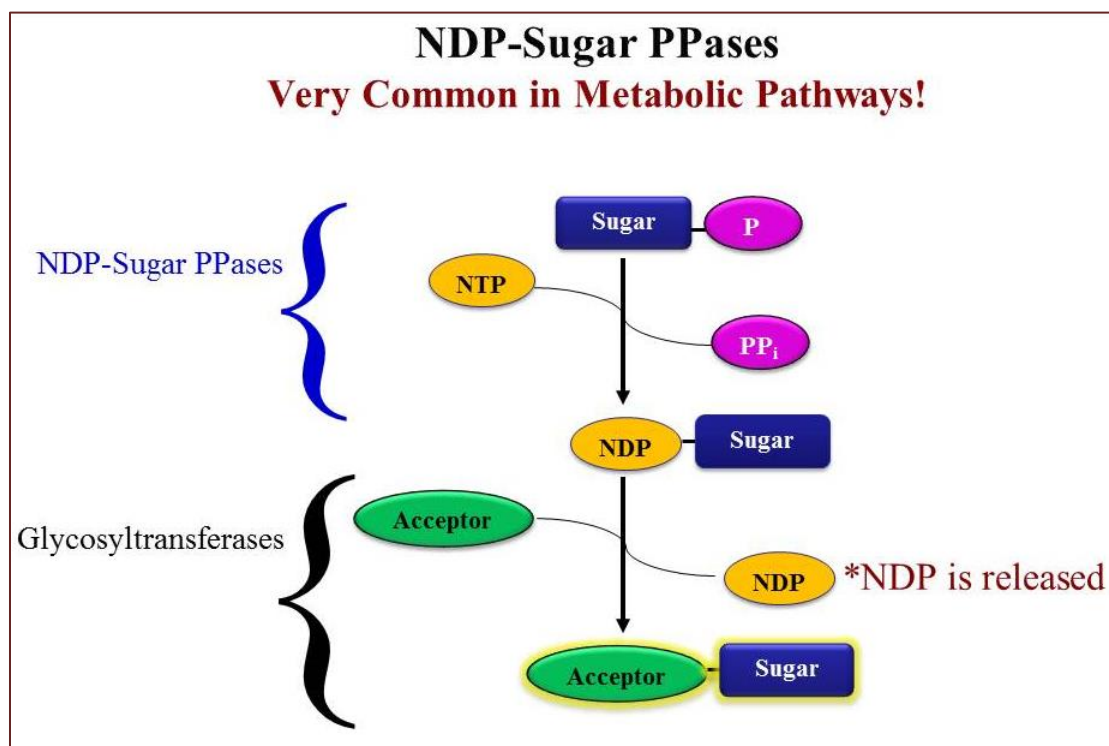 NDP-Sugar PPases
Very Common in Metabolic Pathways!
Sugar P
NDP-Sugar PPases
NTP
PPi
NDP Sugar
Acceptor
Glycosyltransferases
NDP *NDP is released
Acceptor Sugar